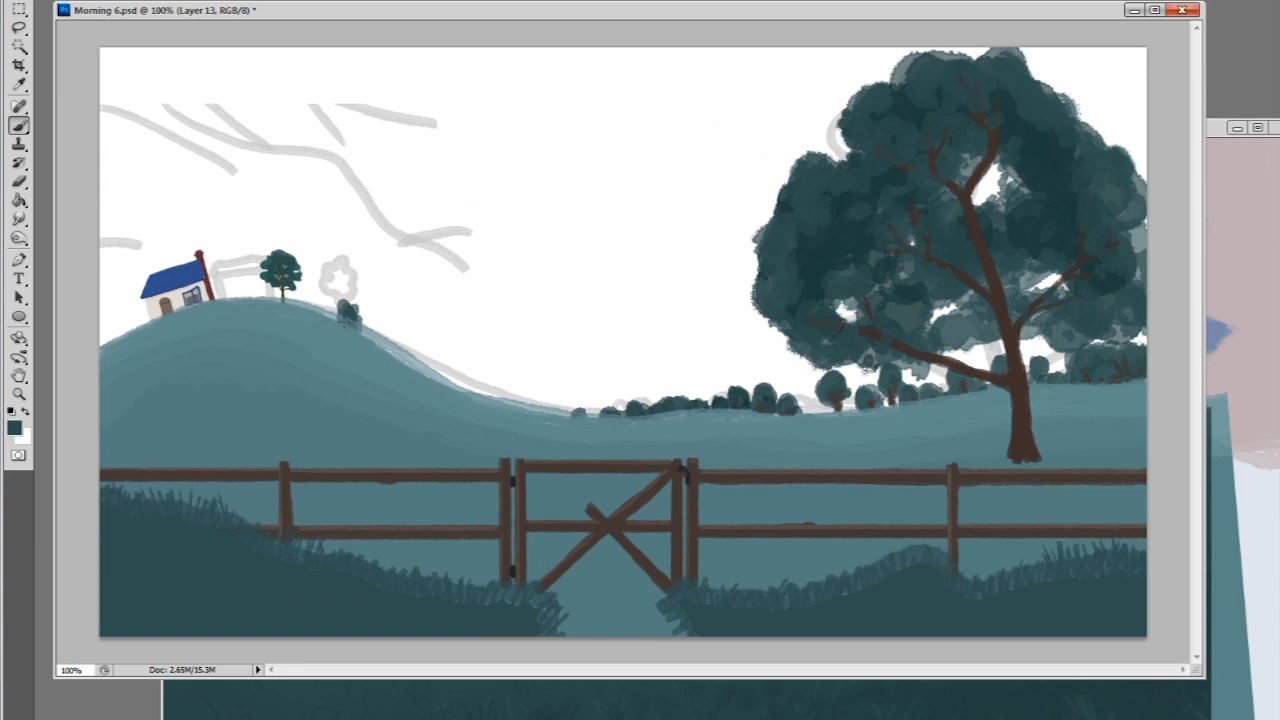 Morning 6.psd @ 100% (Layer 13, RGB/8) *
100%
Doc: 2.65M/15.3M